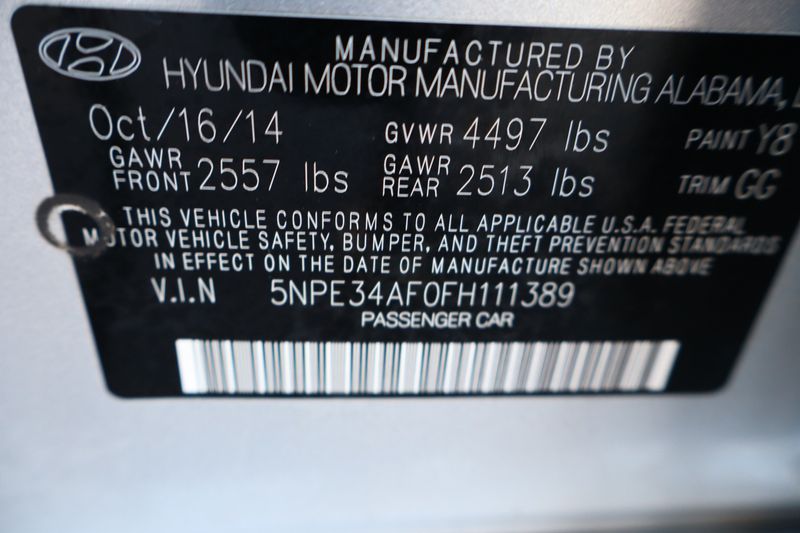 MANUFACTURED BY
HYUNDAI MOTOR MANUFACTURING ALABAMA,
Oct/16/14 GVWR 4497 lbs PAINT Y8
GAWR FRONT 2557 lbs GAWR REAR 2513 lbs TRIM GG
THIS VEHICLE CONFORMS TO ALL APPLICABLE U.S.A. FEDERAL
MOTOR VEHICLE SAFETY, BUMPER, AND THEFT PREVENTION STANDARDS
IN EFFECT ON THE DATE OF MANUFACTURE SHOWN ABOVE
V.I.N 5NPE34AF0FH111389
PASSENGER CAR